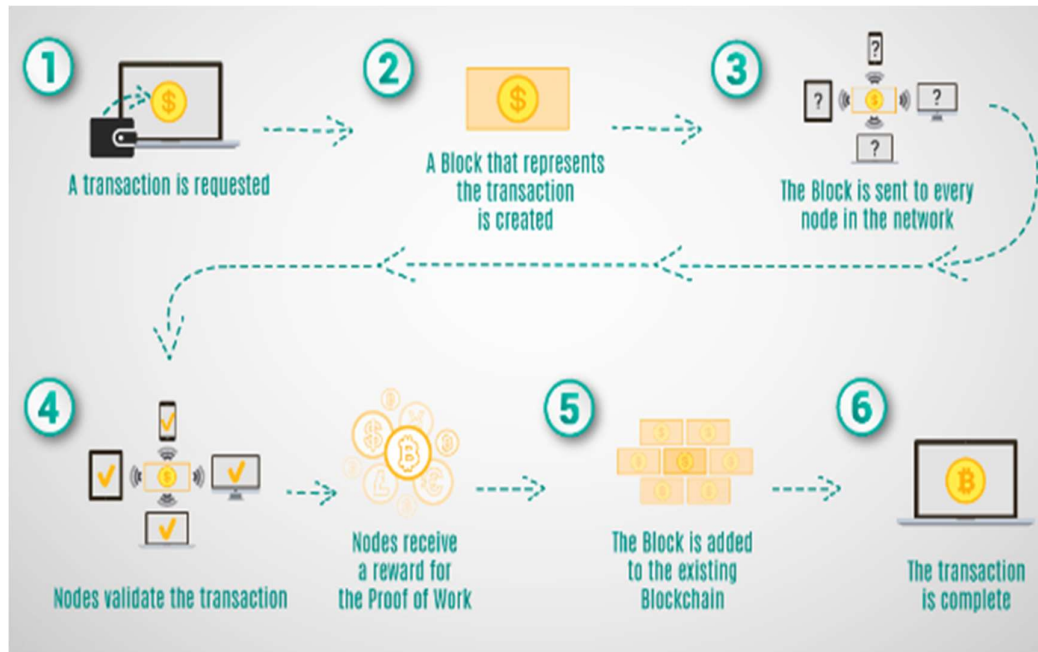 1
A transaction is requested
2
A Block that represents
the transaction
is created
3
?
?
?
?
The Block is sent to every
node in the network
4
Nodes validate the transaction
Nodes receive
a reward for
the Proof of Work
5
The Block is added
to the existing
Blockchain
6
The transaction
is complete